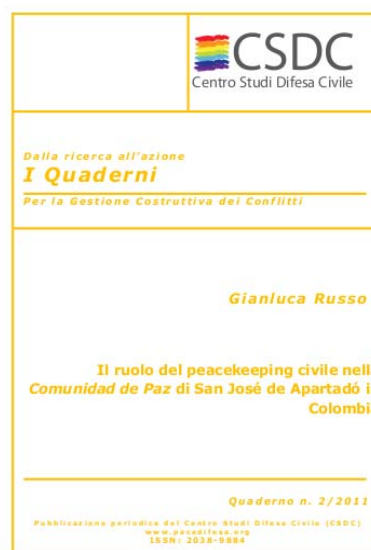 CSDC
Centro Studi Difesa Civile
Dalla ricerca all'azione
I Quaderni
Per la Gestione Costruttiva dei Conflitti
Gianluca Russo
Il ruolo del peacekeeping civile nell
Comunidad de Paz di San José de Apartadó i
Colombi
Quaderno n. 2/2011
Pubblicazione periodica del Centro Studi Difesa Civile (CSDC)
www.pacedifesa.org
ISSN: 2038-9884